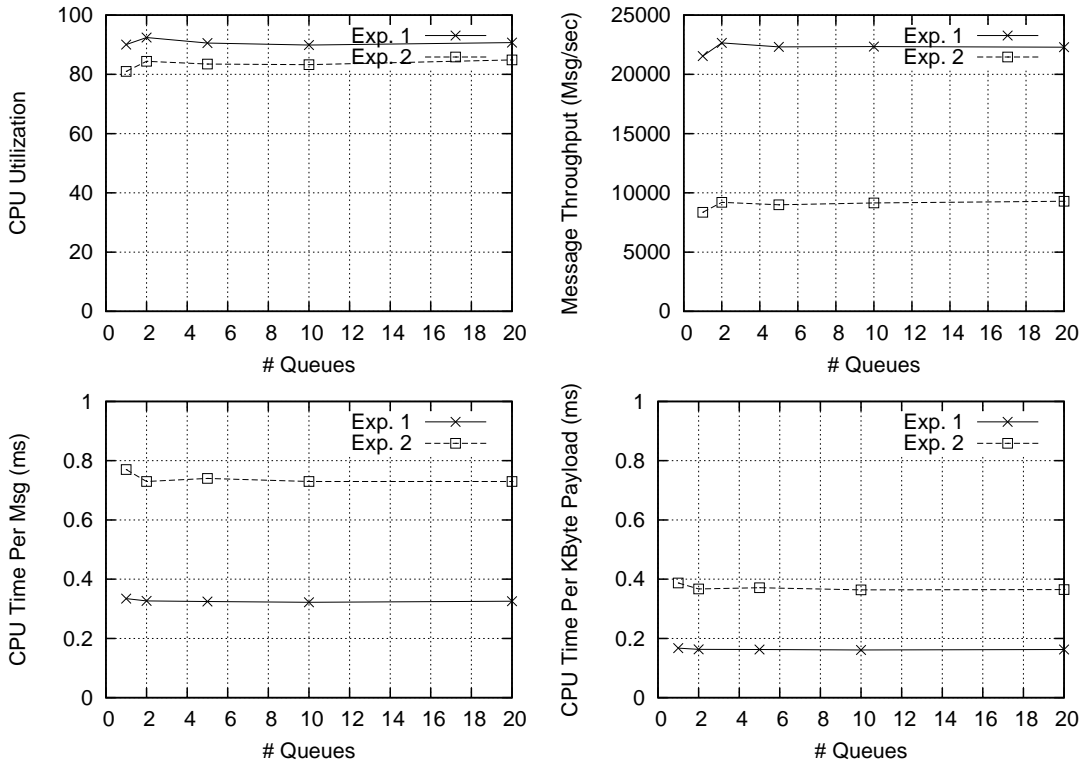 CPU Utilization
100
80
60
40
20
0
Exp. 1
Exp. 2
0 2 4 6 8 10 12 14 16 18 20
# Queues
Message Throughput (Msg/sec)
25000
20000
15000
10000
5000
0
Exp. 1
Exp. 2
0 2 4 6 8 10 12 14 16 18 20
# Queues
CPU Time Per Msg (ms)
1
0.8
0.6
0.4
0.2
0
Exp. 1
Exp. 2
0 2 4 6 8 10 12 14 16 18 20
# Queues
CPU Time Per KByte Payload (ms)
1
0.8
0.6
0.4
0.2
0
Exp. 1
Exp. 2
0 2 4 6 8 10 12 14 16 18 20
# Queues